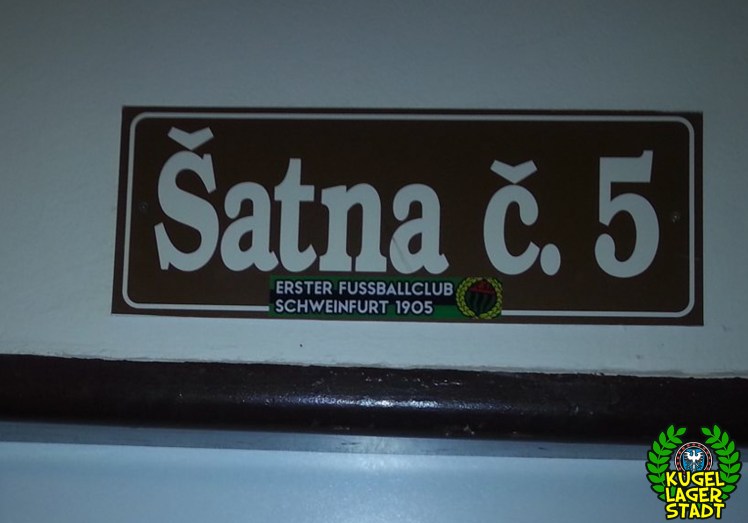 Šatna č. 5
ERSTER FUSSBALLCLUB
SCHWEINFURT 1905
KUGEL
LAGER
STADT